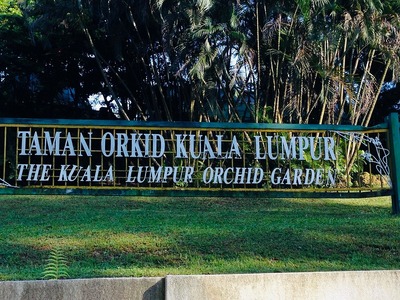 TAMAN ORKID KUALA LUMPUR
THE KUALA LUMPUR ORCHID GARDEN